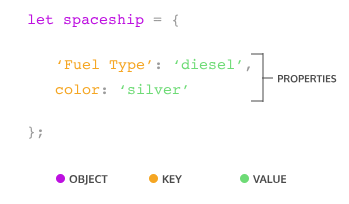 let spaceship = {
‘Fuel Type‘: ‘diesel’,
color: ‘silver’
PROPERTIES
};
OBJECT KEY VALUE